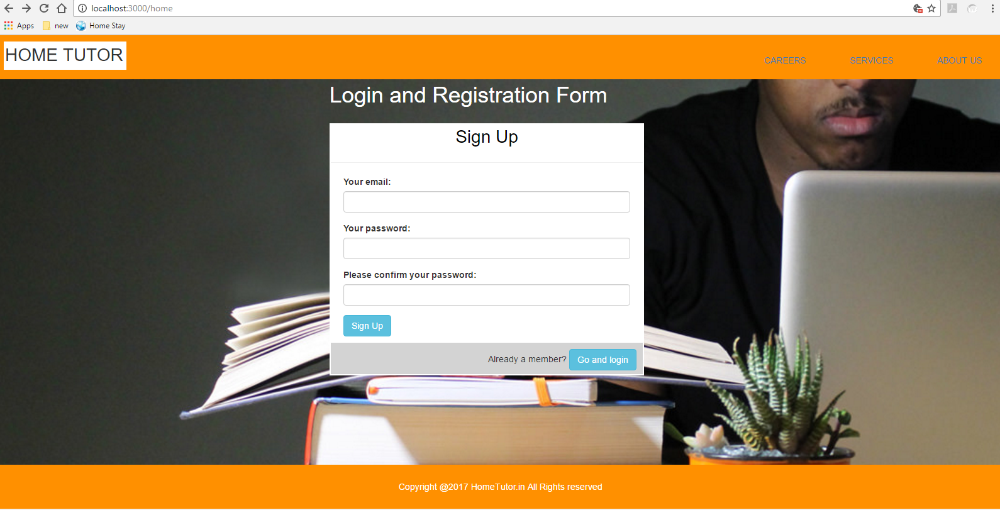 localhost:3000/home
Apps new Home Stay
HOME TUTOR
CAREERS SERVICES ABOUT US
Login and Registration Form
Sign Up
Your email:
Your password:
Please confirm your password:
Sign Up
Already a member? Go and login
Copyright @2017 HomeTutor.in All Rights reserved